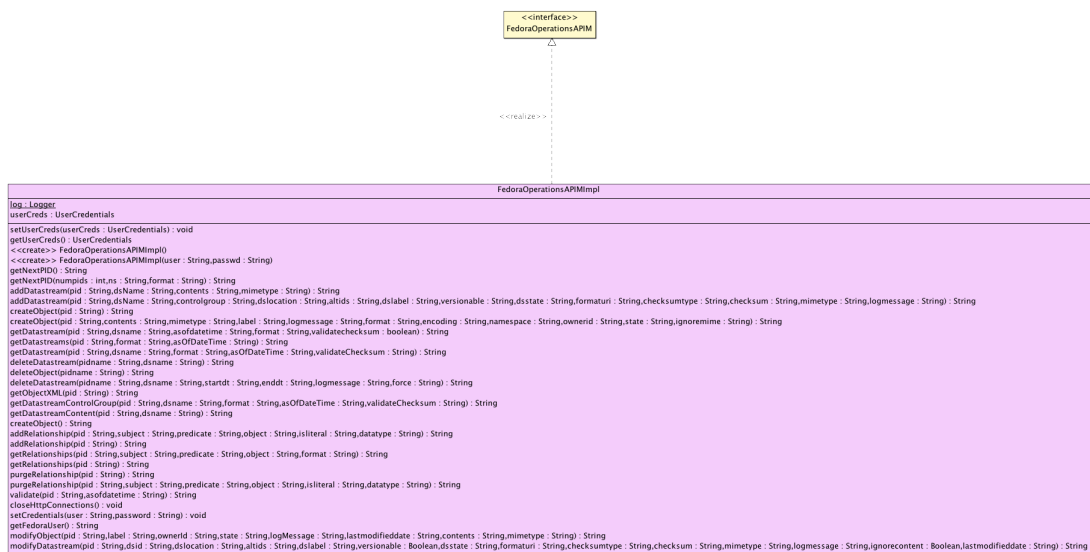 <<interface>>
FedoraOperationsAPIM
<<realize>>
FedoraOperationsAPIMImpl
log : Logger
userCreds : UserCredentials
setUserCreds(userCreds : UserCredentials) : void
getUserCreds() : UserCredentials
<<create>> FedoraOperationsAPIMImpl()
<<create>> FedoraOperationsAPIMImpl(user : String,passwd : String)
getNextPID() : String
getNextPID(numpids : int,ns : String,format : String) : String
addDatastream(pid : String,dsName : String,contents : String,mimetype : String) : String
addDatastream(pid : String,dsName : String,controlgroup : String,dslocation : String,altids : String,dslabel : String,versionable : String,dsstate : String,formaturi : String,checksumtype : String,checksum : String,mimetype : String,logmessage : String) : String
createObject(pid : String) : String
createObject(pid : String,contents : String,mimetype : String,label : String,logmessage : String,format : String,encoding : String,namespace : String,ownerid : String,state : String,ignoremime : String) : String
getDatastream(pid : String,dsname : String,asofdatetime : String,format : String,validatechecksum : boolean) : String
getDatastreams(pid : String,format : String,asOfDateTime : String) : String
getDatastream(pid : String,dsname : String,format : String,asOfDateTime : String,validateChecksum : String) : String
deleteDatastream(pidname : String,dsname : String) : String
deleteObject(pidname : String) : String
deleteDatastream(pidname : String,dsname : String,startdt : String,enddt : String,logmessage : String,force : String) : String
getObjectXML(pid : String) : String
getDatastreamControlGroup(pid : String,dsname : String,format : String,asOfDateTime : String,validateChecksum : String) : String
getDatastreamContent(pid : String,dsname : String) : String
createObject() : String
addRelationship(pid : String,subject : String,predicate : String,object : String,isliteral : String,datatype : String) : String
addRelationship(pid : String) : String
getRelationships(pid : String,subject : String,predicate : String,object : String,format : String) : String
getRelationships(pid : String) : String
purgeRelationship(pid : String) : String
purgeRelationship(pid : String,subject : String,predicate : String,object : String,isliteral : String,datatype : String) : String
validate(pid : String,asofdatetime : String) : String
closeHttpConnections() : void
setCredentials(user : String,password : String) : void
getFedoraUser() : String
modifyObject(pid : String,label : String,ownerId : String,state : String,logMessage : String,lastmodifieddate : String,contents : String,mimetype : String) : String
modifyDatastream(pid : String,dsid : String,dslocation : String,altids : String,dslabel : String,versionable : Boolean,dsstate : String,formaturi : String,checksumtype : String,checksum : String,mimetype : String,logmessage : String,ignorecontent : Boolean,lastmodifieddate : String) : String